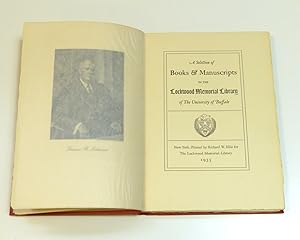 A Selection of
Books & Manuscripts
IN THE
Lockwood Memorial Library
of The University of Buffalo
New York: Printed by Richard W. Ellis for
The Lockwood Memorial Library
1935